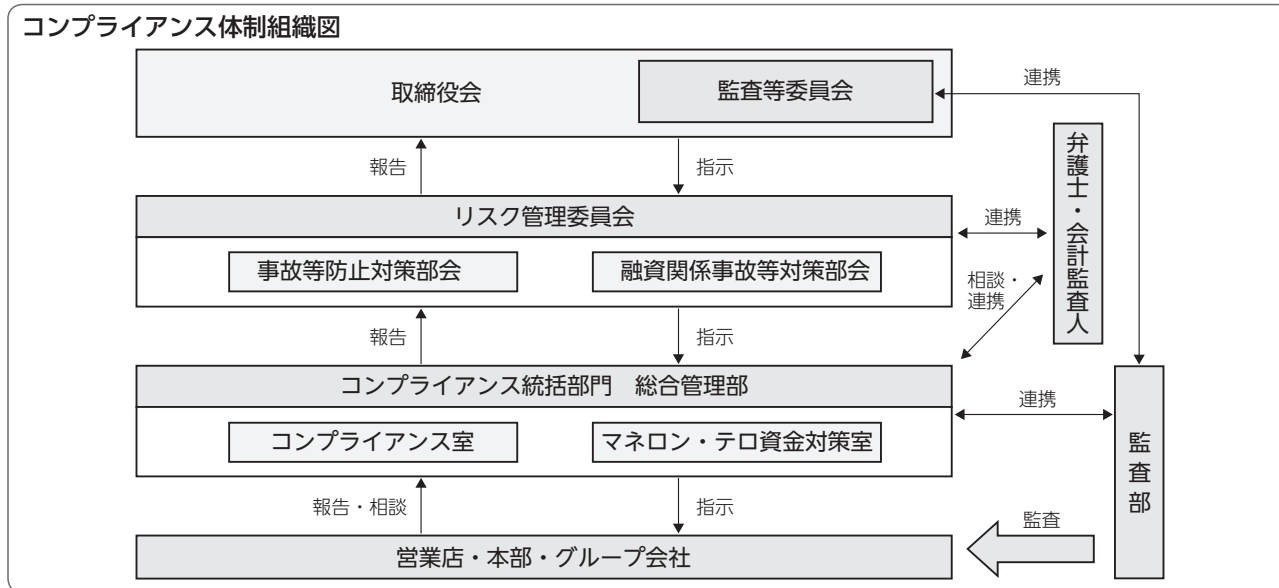 コンプライアンス体制組織図
取締役会
監査等委員会
連携
報告
指示
弁護士・会計監査人
リスク管理委員会
連携
事故等防止対策部会
融資関係事故等対策部会
相談・
連携
報告
指示
コンプライアンス統括部門　総合管理部
連携
コンプライアンス室
マネロン・テロ資金対策室
監査部
報告・相談
指示
監査
営業店・本部・グループ会社